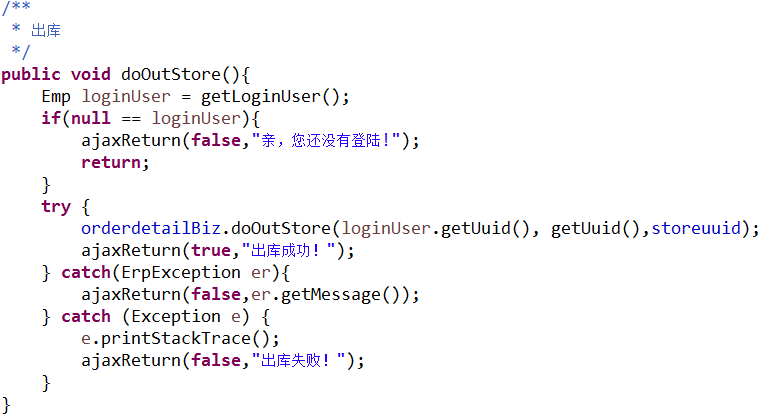 /**
 * 出库
 */
public void doOutStore(){
    Emp loginUser = getLoginUser();
    if(null == loginUser){
        ajaxReturn(false,"亲，您还没有登陆!");
        return;
    }
    try {
        orderdetailBiz.doOutStore(loginUser.getUuid(), getUuid(),storeuuid);
        ajaxReturn(true,"出库成功! ");
    } catch(ErpException er){
        ajaxReturn(false,er.getMessage());
    } catch (Exception e) {
        e.printStackTrace();
        ajaxReturn(false,"出库失败! ");
    }
}